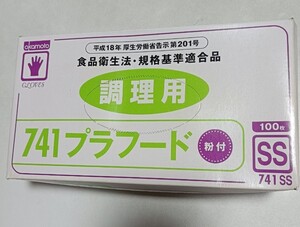 okamoto
GLOVES
平成18年 厚生労働省告示 第201号
食品衛生法・規格基準適合品
調理用
741プラフード 粉付
100枚
SS
741 SS